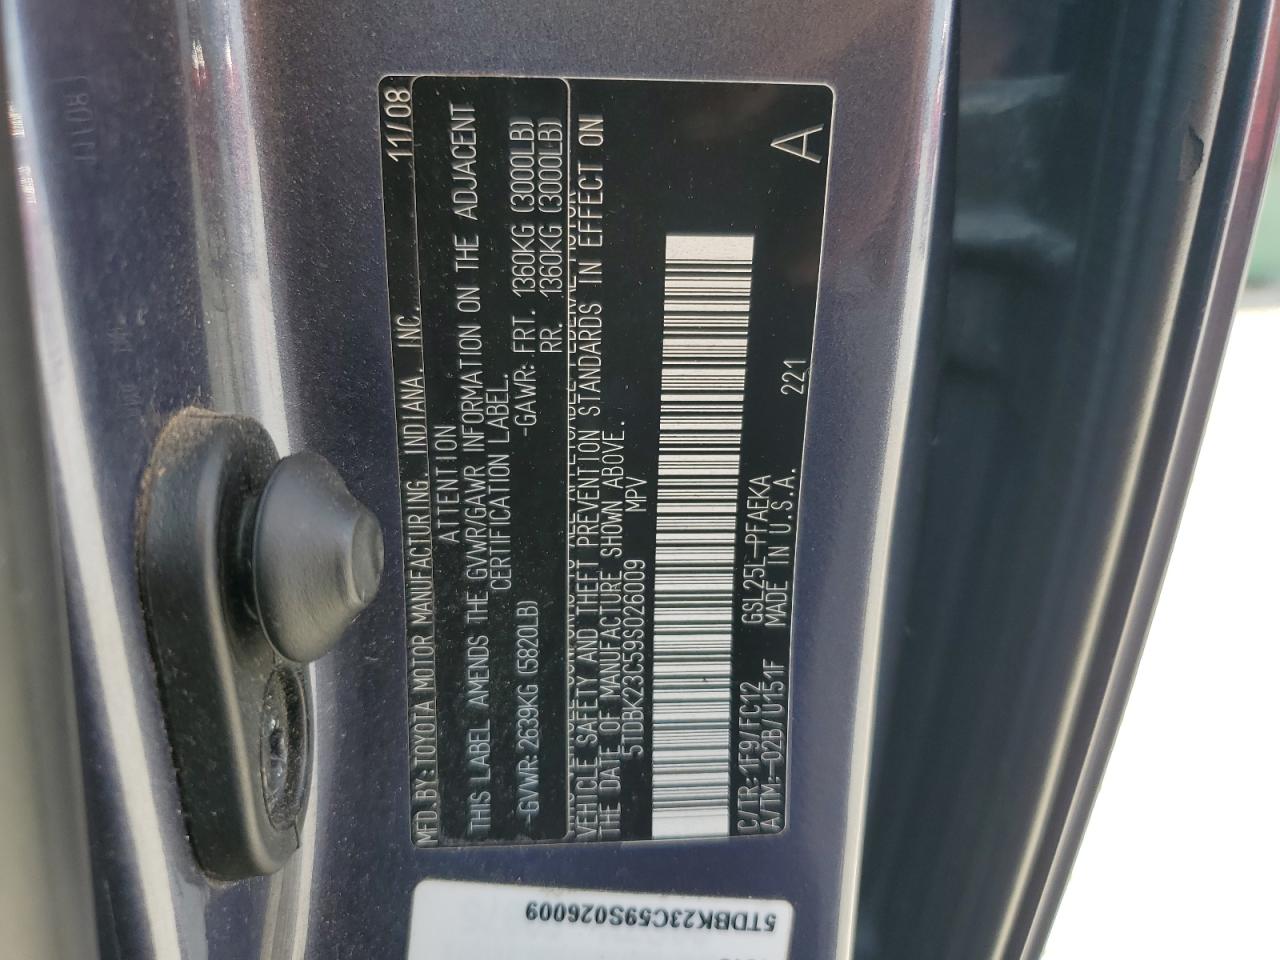 MFD.BY:TOYOTA MOTOR MANUFACTURING, INDIANA, INC. 11/08
ATTENTION
THIS LABEL AMENDS THE GVWR/GAWR INFORMATION ON THE ADJACENT
CERTIFICATION LABEL.
-GVWR: 2639KG (5820LB) -GAWR: FRT. 1360KG (3000LB)
RR. 1360KG (3000LB)
VEHICLE SAFETY AND THEFT PREVENTION STANDARDS IN EFFECT ON
THE DATE OF MANUFACTURE SHOWN ABOVE.
5TDBK23C59S026009 MPV
A
C/TR:1F9/FC12 GSL25L-PFAEKA 221
A/TM:-02B/U151F MADE IN U.S.A.
5TDBK23C59S026009